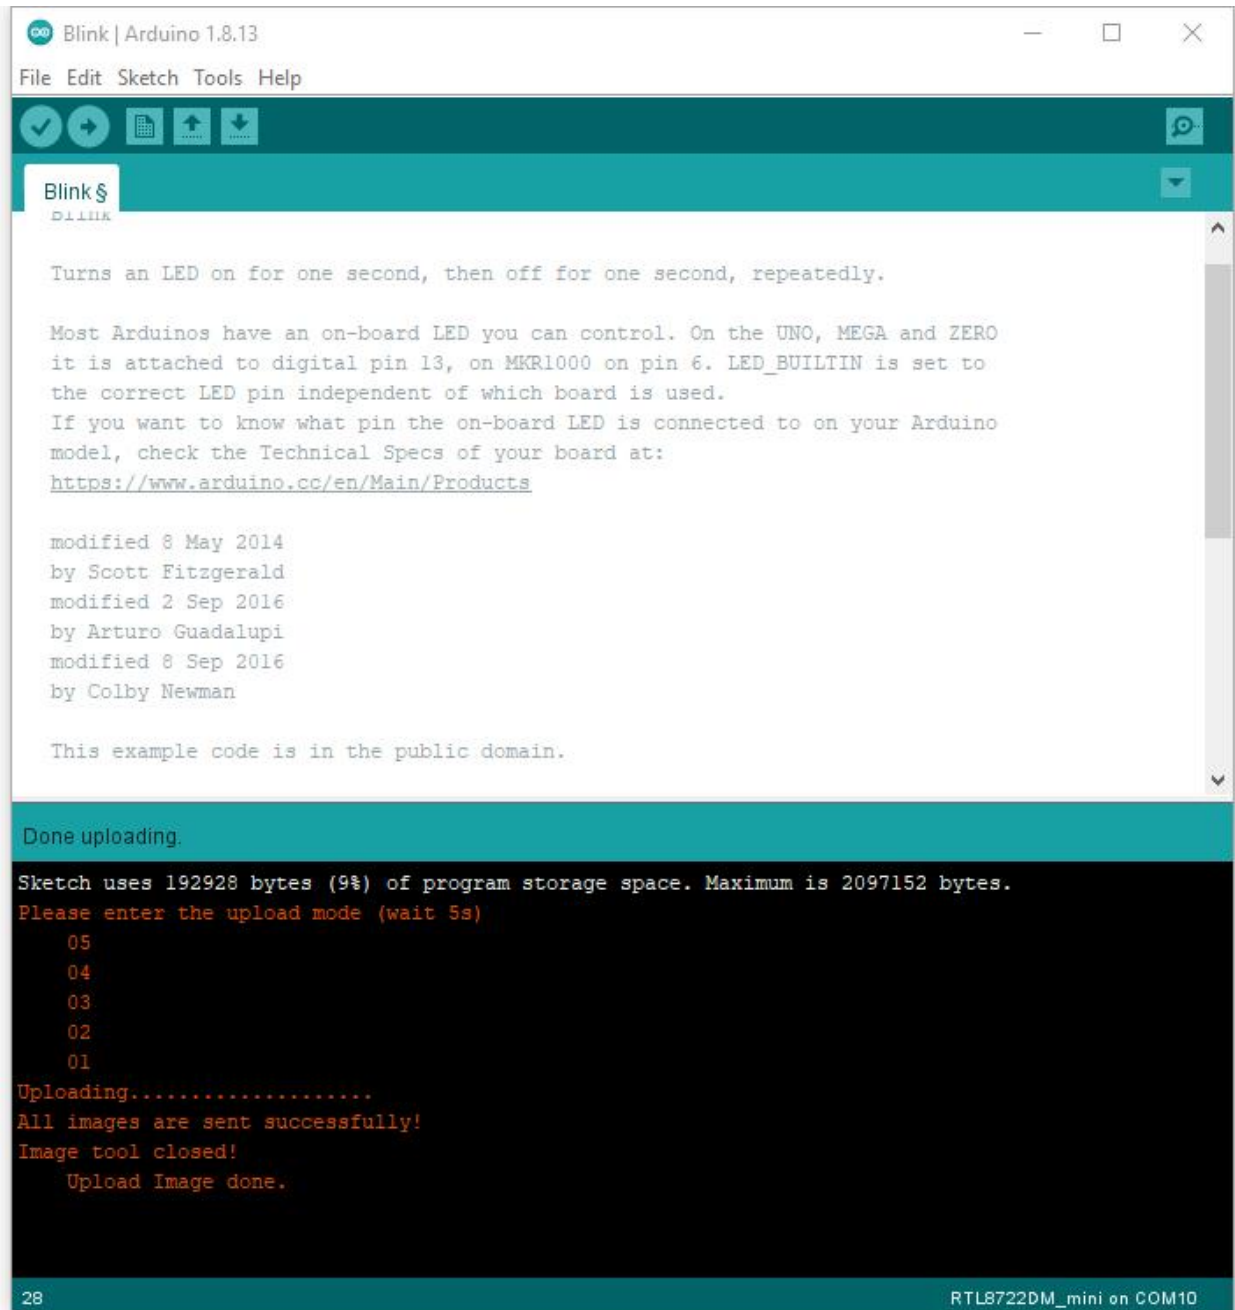 Blink | Arduino 1.8.13
File Edit Sketch Tools Help
Blink §
Blink
Turns an LED on for one second, then off for one second, repeatedly.
Most Arduinos have an on-board LED you can control. On the UNO, MEGA and ZERO
it is attached to digital pin 13, on MKR1000 on pin 6. LED_BUILTIN is set to
the correct LED pin independent of which board is used.
If you want to know what pin the on-board LED is connected to on your Arduino
model, check the Technical Specs of your board at:
https://www.arduino.cc/en/Main/Products
modified 8 May 2014
by Scott Fitzgerald
modified 2 Sep 2016
by Arturo Guadalupi
modified 8 Sep 2016
by Colby Newman
This example code is in the public domain.
Done uploading.
Sketch uses 192928 bytes (9%) of program storage space. Maximum is 2097152 bytes.
Please enter the upload mode (wait 5s)
05
04
03
02
01
Uploading....................
All images are sent successfully!
Image tool closed!
Upload Image done.
28 RTL8722DM_mini on COM10